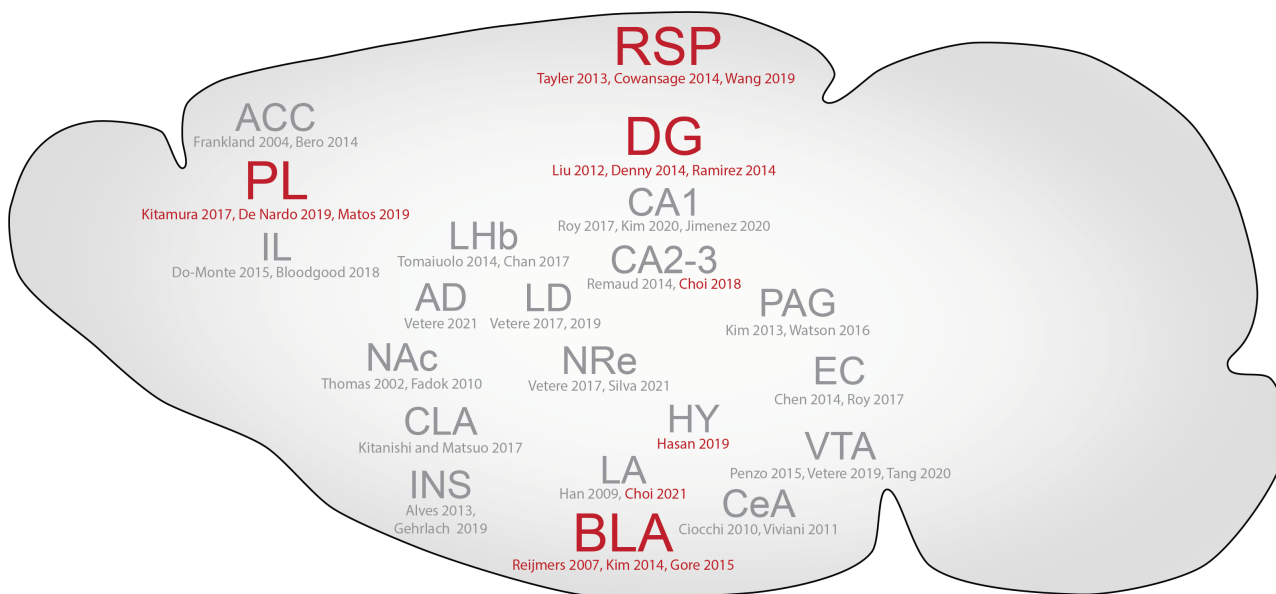 RSP
Tayler 2013, Cowansage 2014, Wang 2019
ACC
Frankland 2004, Bero 2014
DG
Liu 2012, Denny 2014, Ramirez 2014
PL
Kitamura 2017, De Nardo 2019, Matos 2019
CA1
Roy 2017, Kim 2020, Jimenez 2020
IL
Do-Monte 2015, Bloodgood 2018
LHb
Tomaiuolo 2014, Chan 2017
CA2-3
Remaud 2014, Choi 2018
AD
Vetere 2021
LD
Vetere 2017, 2019
PAG
Kim 2013, Watson 2016
NAc
Thomas 2002, Fadok 2010
NRe
Vetere 2017, Silva 2021
EC
Chen 2014, Roy 2017
CLA
Kitanishi and Matsuo 2017
HY
Hasan 2019
VTA
Penzo 2015, Vetere 2019, Tang 2020
INS
Alves 2013,
Gehrlach 2019
LA
Han 2009, Choi 2021
CeA
Ciocchi 2010, Viviani 2011
BLA
Reijmers 2007, Kim 2014, Gore 2015